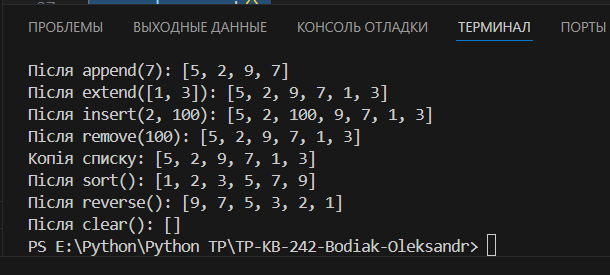 ПРОБЛЕМЫ ВЫХОДНЫЕ ДАННЫЕ КОНСОЛЬ ОТЛАДКИ ТЕРМИНАЛ ПОРТЫ
Після append(7): [5, 2, 9, 7]
Після extend([1, 3]): [5, 2, 9, 7, 1, 3]
Після insert(2, 100): [5, 2, 100, 9, 7, 1, 3]
Після remove(100): [5, 2, 9, 7, 1, 3]
Копія списку: [5, 2, 9, 7, 1, 3]
Після sort(): [1, 2, 3, 5, 7, 9]
Після reverse(): [9, 7, 5, 3, 2, 1]
Після clear(): []
PS E:\Python\Python TP\TP-KB-242-Bodiak-Oleksandr>